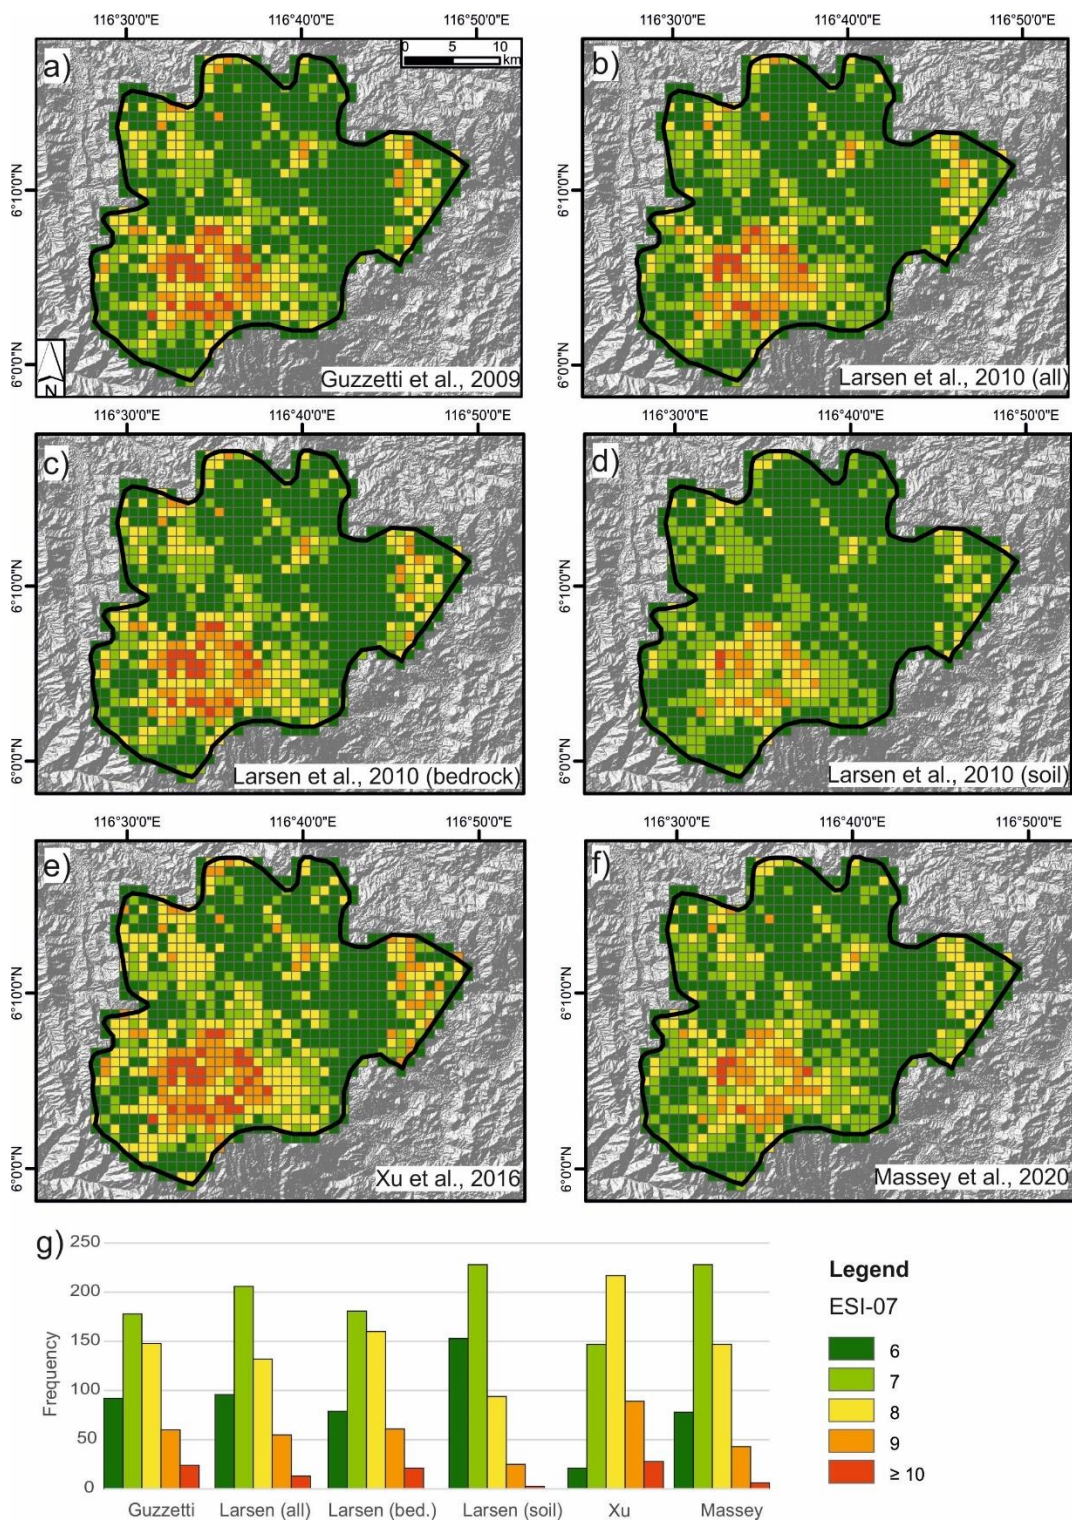 116°30'0"E 116°40'0"E 116°50'0"E 116°30'0"E 116°40'0"E 116°50'0"E
a)
0 5 10
km
b)
6°10'0"N
6°10'0"N
6°0'0"N
6°0'0"N
N
Guzzetti et al., 2009
Larsen et al., 2010 (all)
116°30'0"E 116°40'0"E 116°50'0"E 116°30'0"E 116°40'0"E 116°50'0"E
c)
d)
6°10'0"N
6°10'0"N
6°0'0"N
6°0'0"N
Larsen et al., 2010 (bedrock)
Larsen et al., 2010 (soil)
116°30'0"E 116°40'0"E 116°50'0"E 116°30'0"E 116°40'0"E 116°50'0"E
e)
f)
6°10'0"N
6°10'0"N
6°0'0"N
6°0'0"N
Xu et al., 2016
Massey et al., 2020
g)
250
200
150
100
50
0
Frequency
Guzzetti Larsen (all) Larsen (bed.) Larsen (soil) Xu Massey
Legend
ESI-07
6
7
8
9
≥ 10